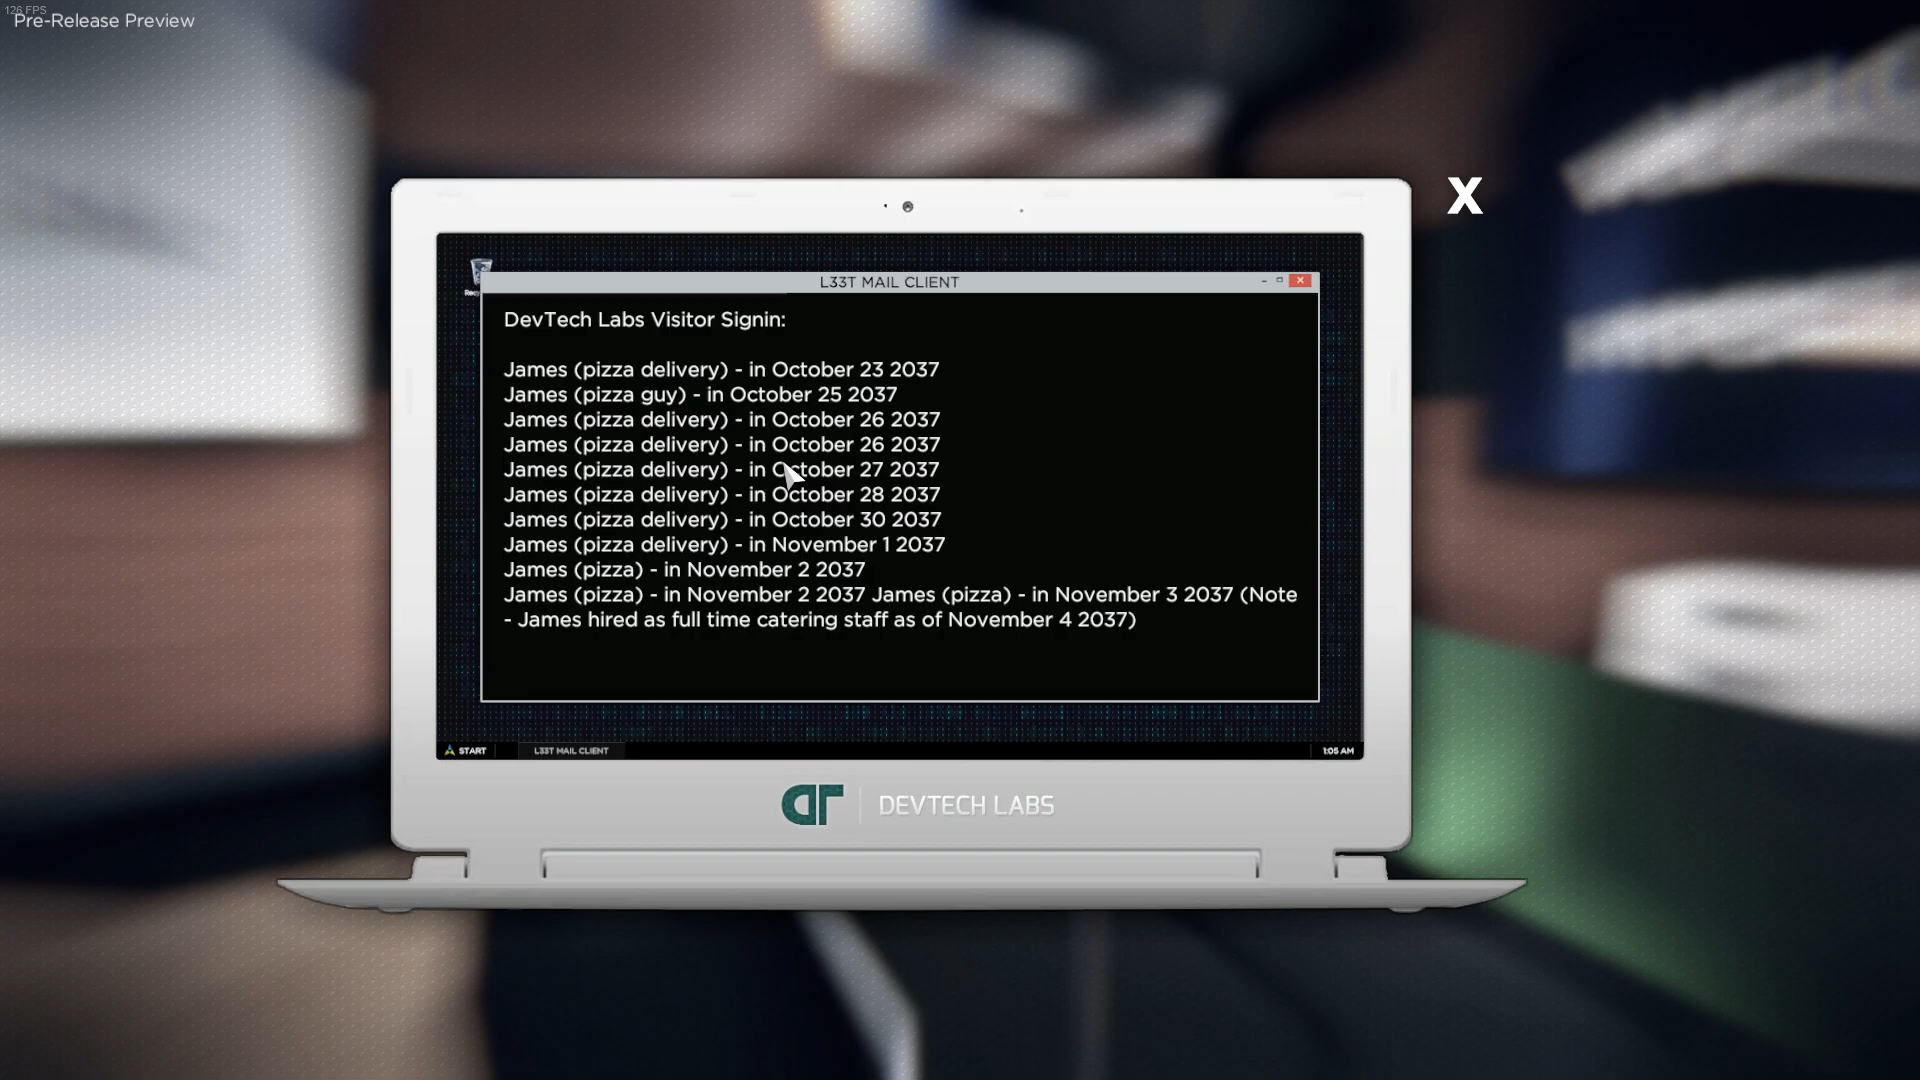 126 FPS
Pre-Release Preview
X
L33T MAIL CLIENT
DevTech Labs Visitor Signin:
James (pizza delivery) - in October 23 2037
James (pizza guy) - in October 25 2037
James (pizza delivery) - in October 26 2037
James (pizza delivery) - in October 26 2037
James (pizza delivery) - in October 27 2037
James (pizza delivery) - in October 28 2037
James (pizza delivery) - in October 30 2037
James (pizza delivery) - in November 1 2037
James (pizza) - in November 2 2037
James (pizza) - in November 2 2037 James (pizza) - in November 3 2037 (Note
- James hired as full time catering staff as of November 4 2037)
START
L33T MAIL CLIENT
1:05 AM
DT
DEVTECH LABS